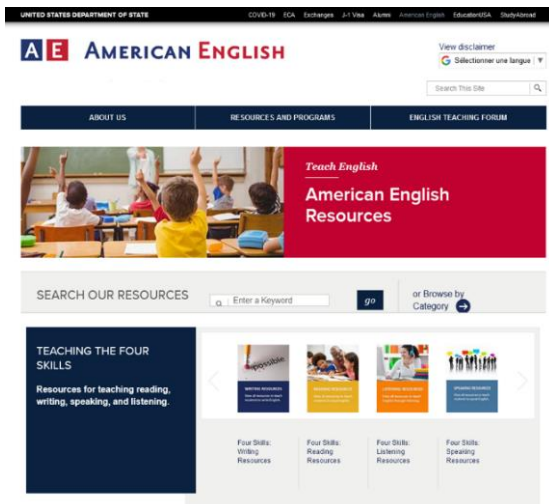 UNITED STATES DEPARTMENT OF STATE
COVID-19 ECA Exchanges J-1 Visa Alumni American English EducationUSA StudyAbroad
A E AMERICAN ENGLISH
View disclaimer
G Sélectionner une langue ▼
Search This Site
ABOUT US RESOURCES AND PROGRAMS ENGLISH TEACHING FORUM
Teach English
American English
Resources
SEARCH OUR RESOURCES
Enter a Keyword
go
or Browse by
Category
TEACHING THE FOUR
SKILLS
Resources for teaching reading,
writing, speaking, and listening.
possible
WRITING RESOURCES
READING RESOURCES
LISTENING RESOURCES
SPEAKING RESOURCES
Four Skills:
Writing
Resources
Four Skills:
Reading
Resources
Four Skills:
Listening
Resources
Four Skills:
Speaking
Resources